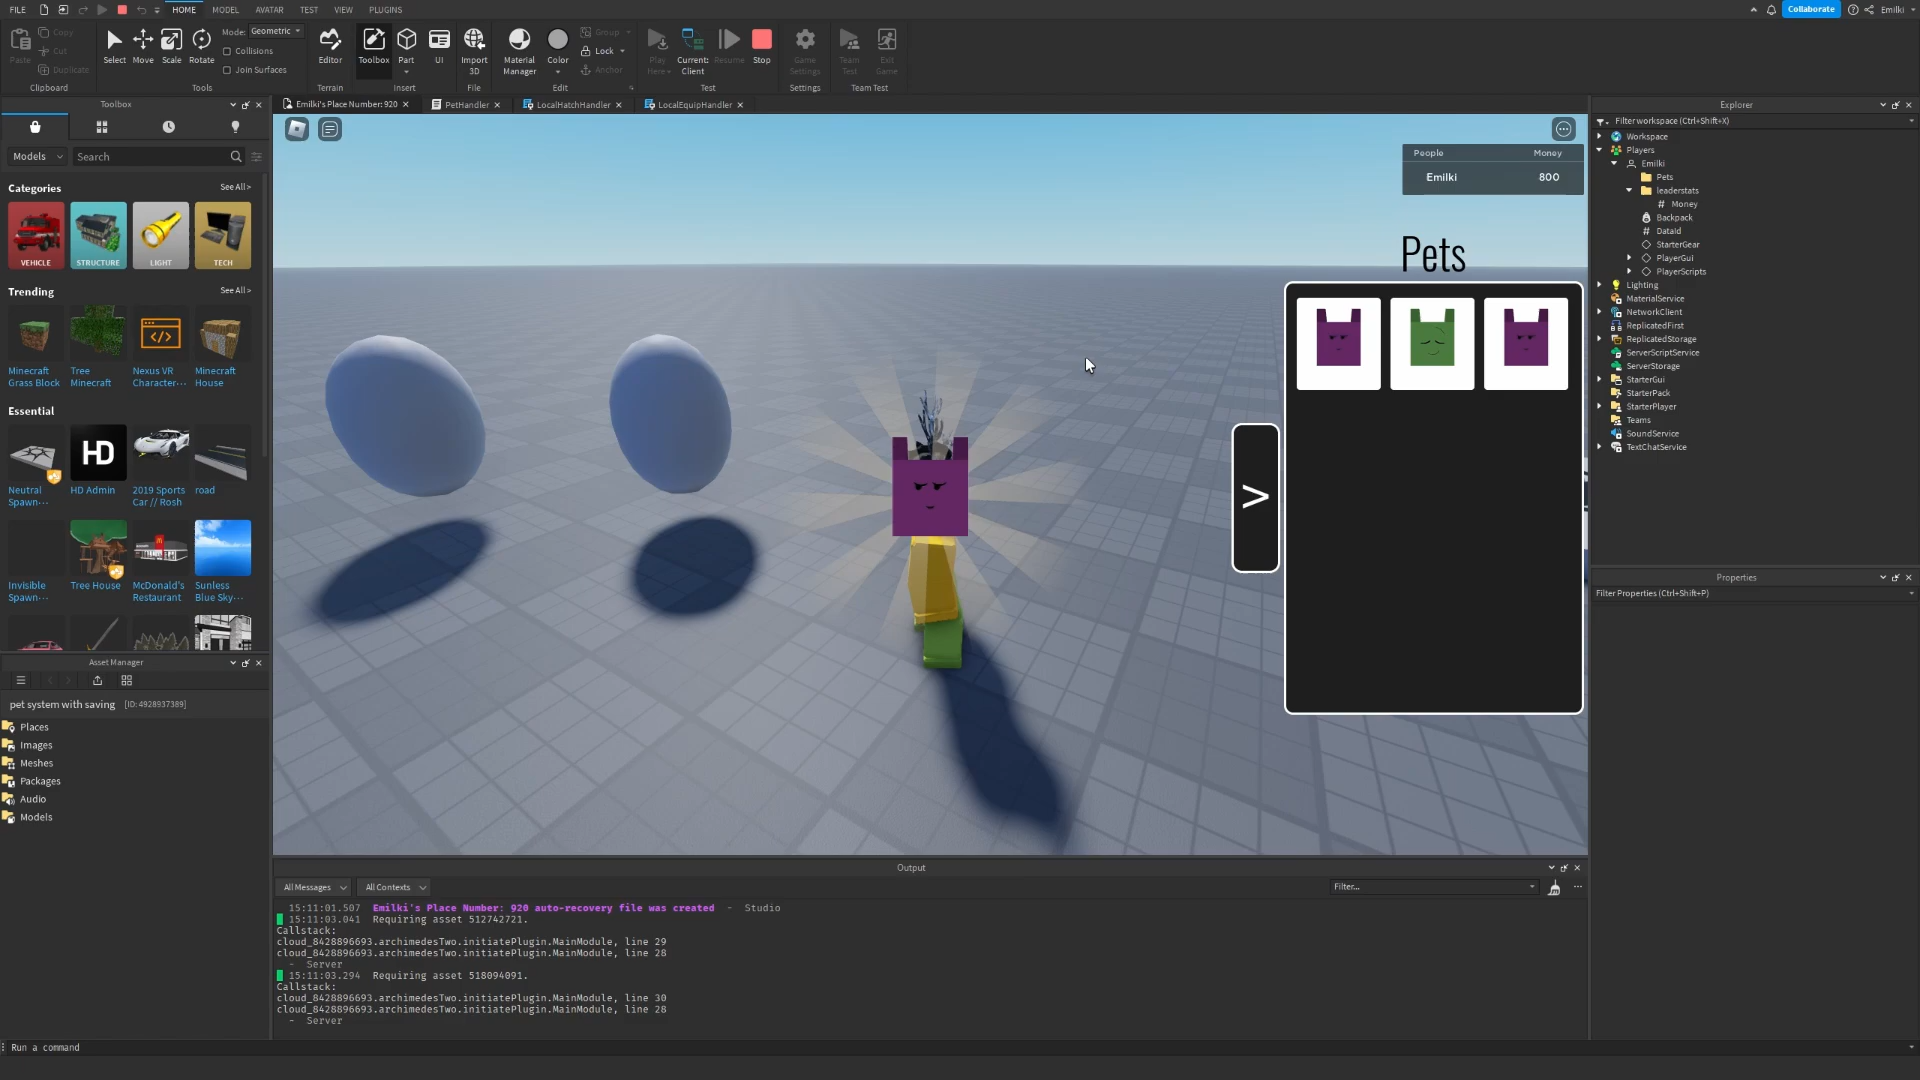 FILE HOME MODEL AVATAR TEST VIEW PLUGINS Collaborate Emilki
Paste Copy Cut Duplicate Select Move Scale Rotate Mode: Geometric Collisions Join Surfaces Editor Toolbox Part UI Import 3D Material Manager Color Group Lock Anchor Play Here Current: Client Resume Stop Game Settings Team Test Exit Game
Clipboard Tools Terrain Insert File Edit Test Settings Team Test
Toolbox
Emilki's Place Number: 920 PetHandler LocalHatchHandler LocalEquipHandler
Models Search
Categories See All >
VEHICLE STRUCTURE LIGHT TECH
Trending See All >
Minecraft Grass Block Tree Minecraft Nexus VR Character··· Minecraft House
Essential See All >
HD
Neutral Spawn··· HD Admin 2019 Sports Car // Rosh road
Invisible Spawn··· Tree House McDonald's Restaurant Sunless Blue Sky···
Asset Manager
pet system with saving [ID: 4928937389]
Places
Images
Meshes
Packages
Audio
Models
People Money
Emilki 800
Pets
>
Explorer
Filter workspace (Ctrl+Shift+X)
Workspace
Players
Emilki
Pets
leaderstats
Money
Backpack
DataId
StarterGear
PlayerGui
PlayerScripts
Lighting
MaterialService
NetworkClient
ReplicatedFirst
ReplicatedStorage
ServerScriptService
ServerStorage
StarterGui
StarterPack
StarterPlayer
Teams
SoundService
TextChatService
Properties
Filter Properties (Ctrl+Shift+P)
Output
All Messages All Contexts Filter...
15:11:01.507 Emilki's Place Number: 920 auto-recovery file was created - Studio
15:11:03.041 Requiring asset 512742721.
Callstack:
cloud_8428896693.archimedesTwo.initiatePlugin.MainModule, line 29
cloud_8428896693.archimedesTwo.initiatePlugin.MainModule, line 28
- Server
15:11:03.294 Requiring asset 518094091.
Callstack:
cloud_8428896693.archimedesTwo.initiatePlugin.MainModule, line 30
cloud_8428896693.archimedesTwo.initiatePlugin.MainModule, line 28
- Server
Run a command